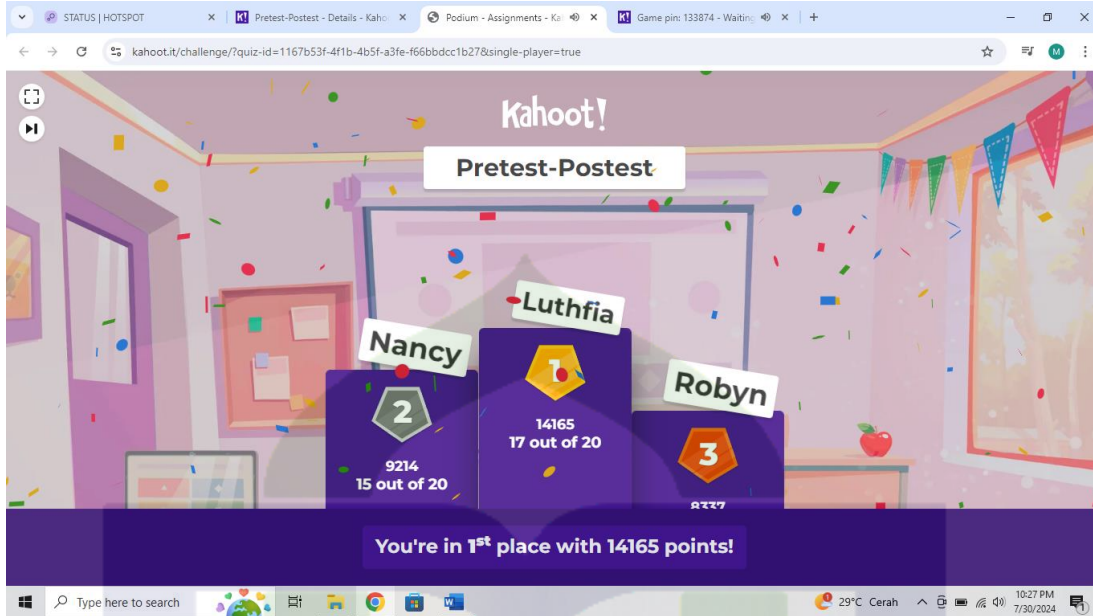 STATUS | HOTSPOT
Pretest-Postest - Details - Kaho
Podium - Assignments - Ka
Game pin: 133874 - Waiting
kahoot.it/challenge/?quiz-id=1167b53f-4f1b-4b5f-a3fe-f66bbdcc1b27&single-player=true
M
Kahoot!
Pretest-Postest
Luthfia
Nancy
Robyn
1
2
3
14165
17 out of 20
9214
15 out of 20
8337
You're in 1st place with 14165 points!
Type here to search
29°C Cerah
10:27 PM
7/30/2024
1